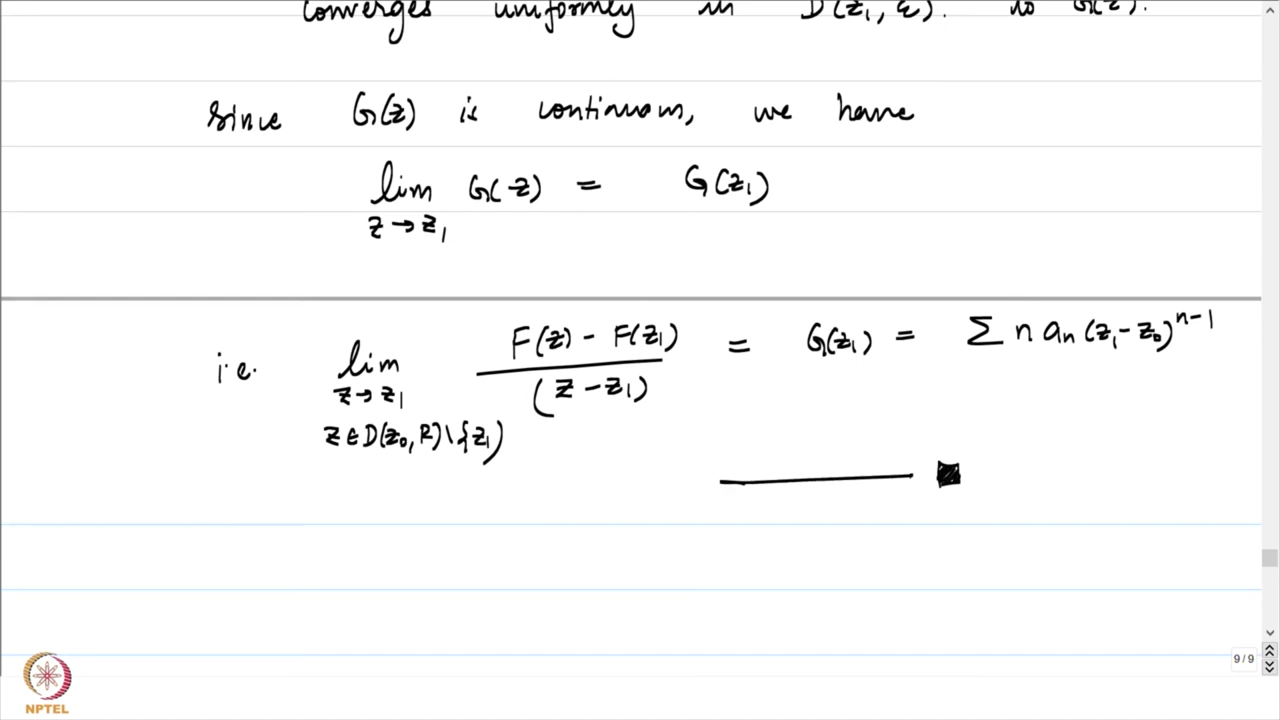 converges uniformly in D(z₁, ε). to G(z).
since G(z) is continuous, we have
lim G(z) = G(z₁)
z → z₁
i.e. lim F(z) - F(z₁) / (z - z₁) = G(z₁) = Σ n aₙ (z₁ - z₀)ⁿ⁻¹
z → z₁
z ∈ D(z₀, R) \ {z₁}
9 / 9
NPTEL